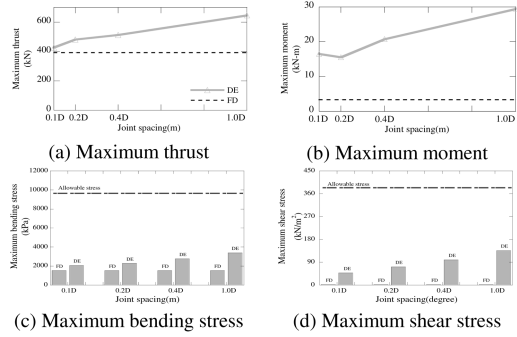 Maximum thrust
(kN)
600
400
200
0
DE
FD
0.1D 0.2D 0.4D 1.0D
Joint spacing(m)
(a) Maximum thrust
Maximum moment
(kN-m)
30
20
10
0
0.1D 0.2D 0.4D 1.0D
Joint spacing(m)
(b) Maximum moment
Maximum bending stress
(kPa)
12000
10000
8000
6000
4000
2000
0
Allowable stress
FD DE FD DE FD DE FD DE
0.1D 0.2D 0.4D 1.0D
Joint spacing(m)
(c) Maximum bending stress
Maximum shear stress
(kN/m²)
450
360
270
180
90
0
Allowable stress
FD DE FD DE FD DE FD DE
0.1D 0.2D 0.4D 1.0D
Joint spacing(degree)
(d) Maximum shear stress